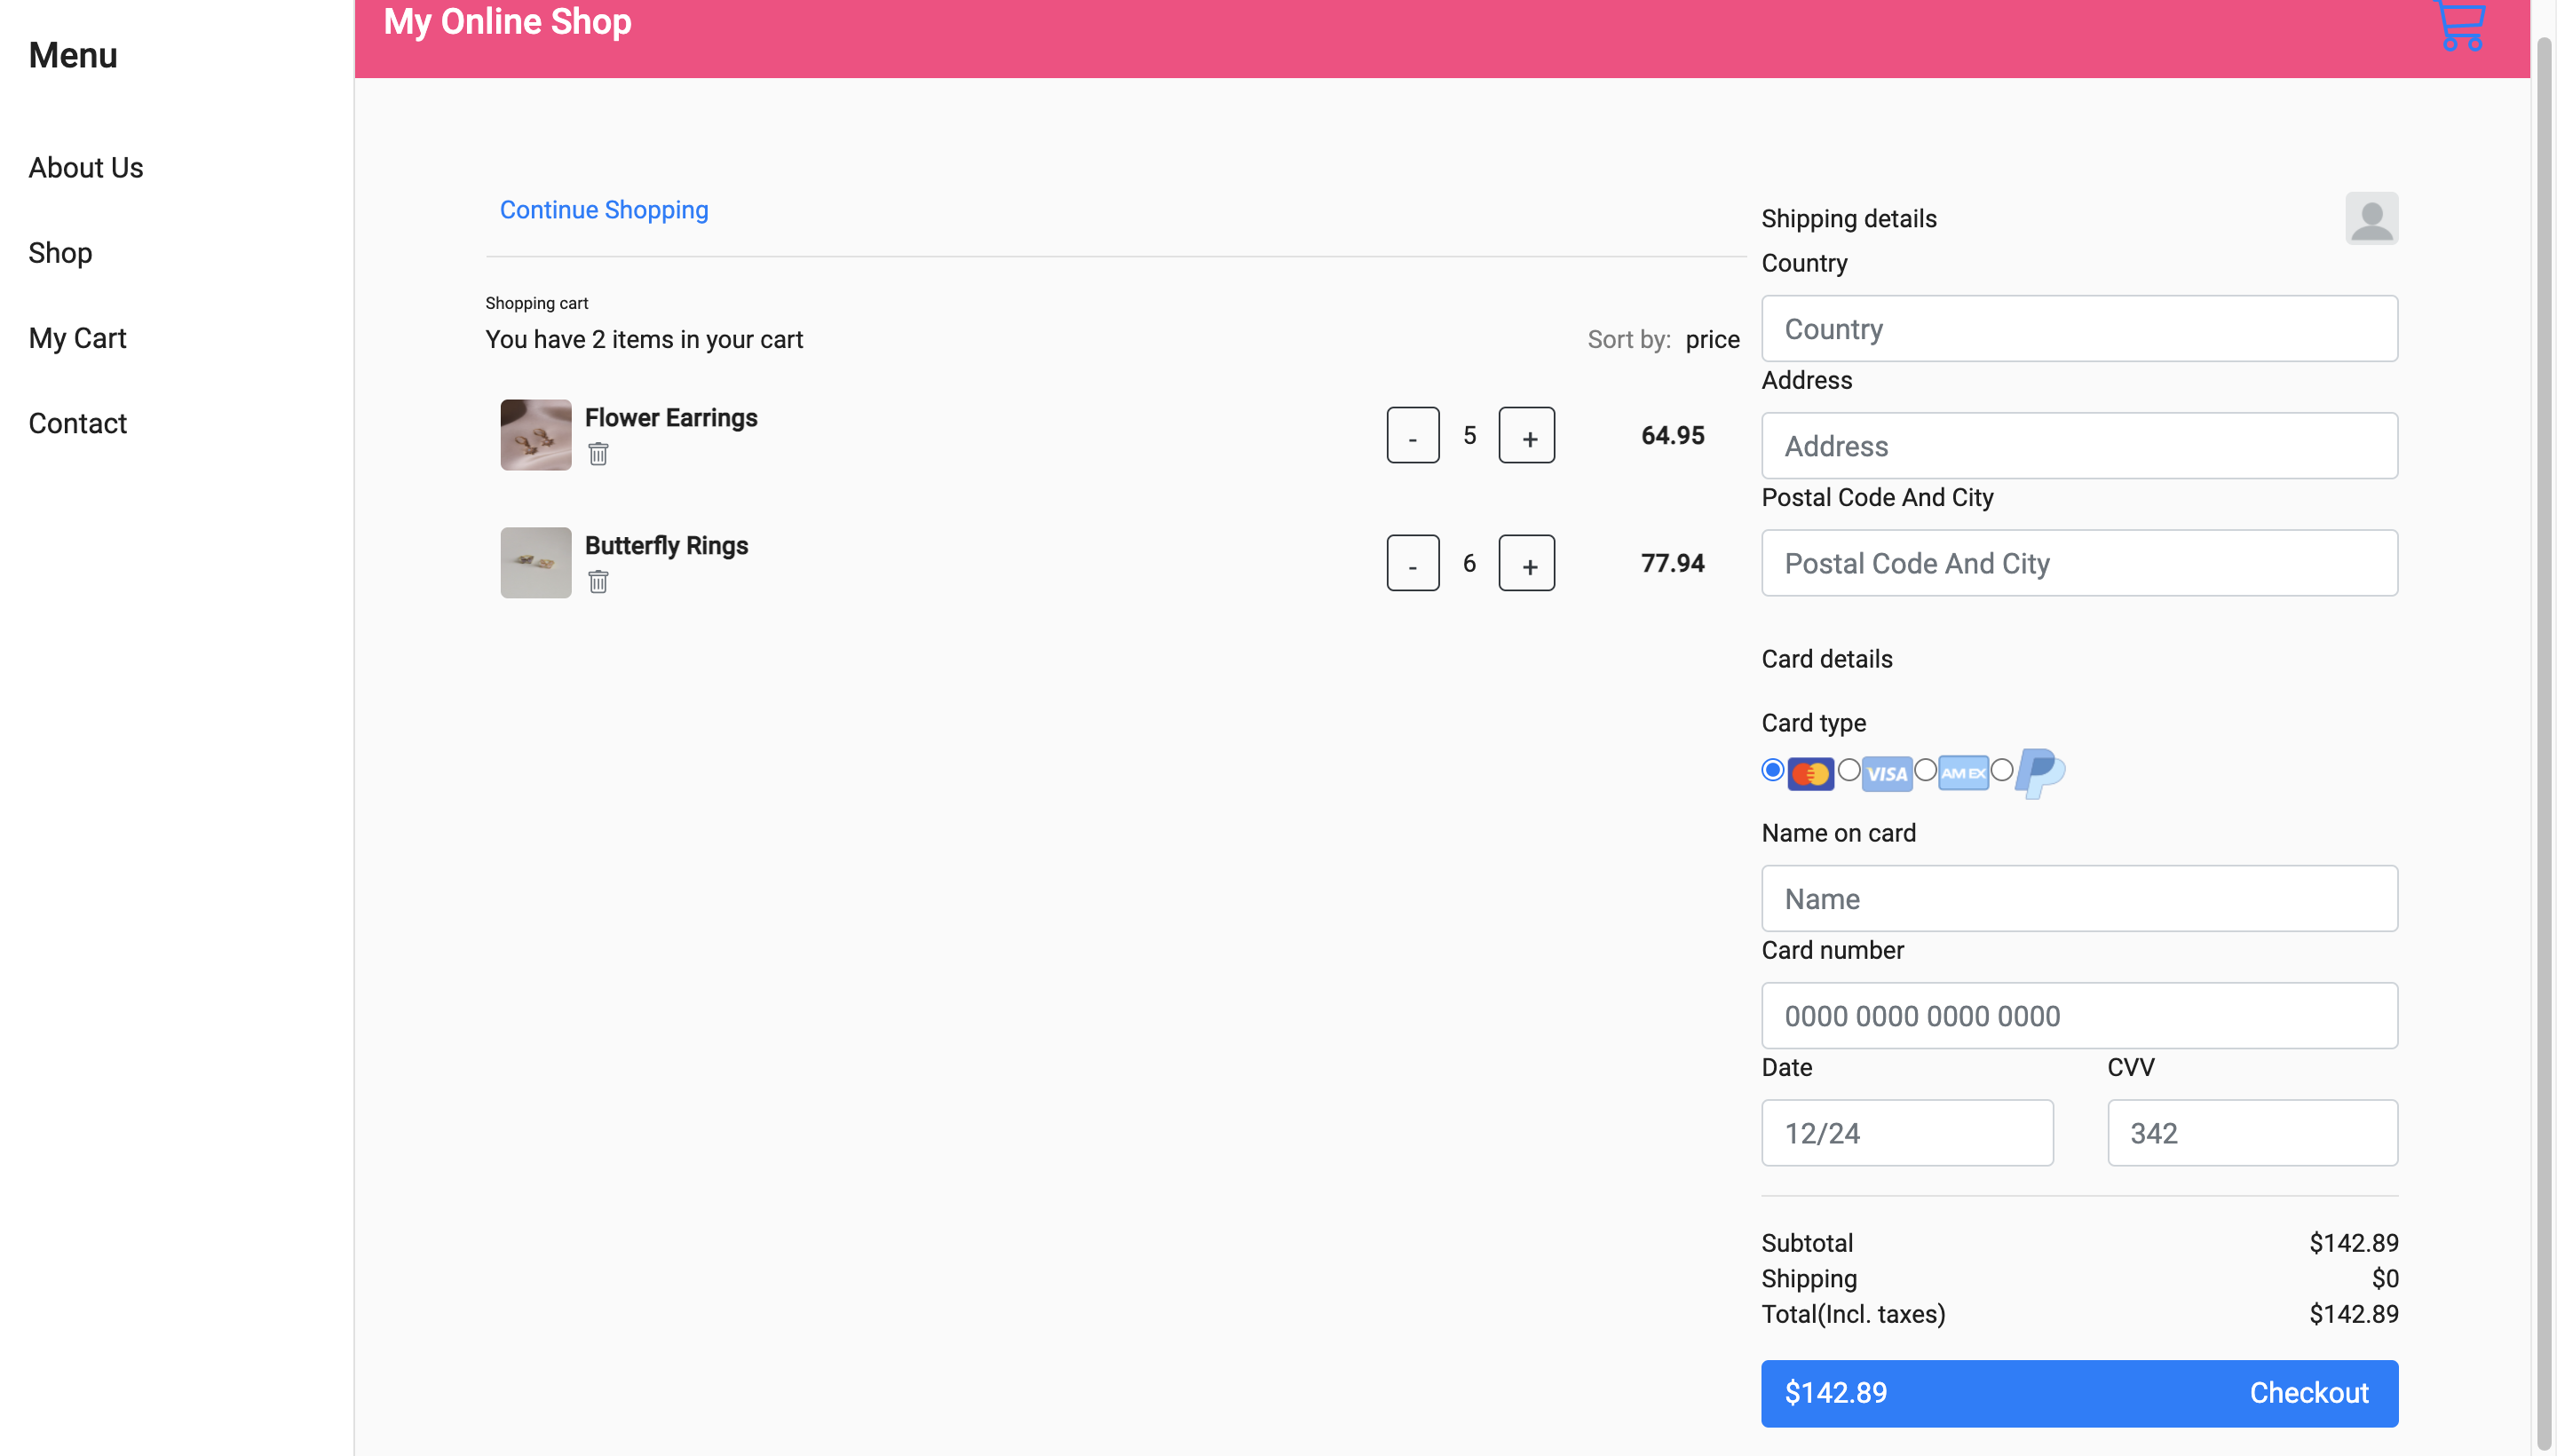 Menu
About Us
Shop
My Cart
Contact
My Online Shop
Continue Shopping
Shopping cart
You have 2 items in your cart
Sort by: price
Flower Earrings
- 5 + 64.95
Butterfly Rings
- 6 + 77.94
Shipping details
Country
Country
Address
Address
Postal Code And City
Postal Code And City
Card details
Card type
VISA AM EX
Name on card
Name
Card number
0000 0000 0000 0000
Date CVV
12/24 342
Subtotal $142.89
Shipping $0
Total(Incl. taxes) $142.89
$142.89 Checkout